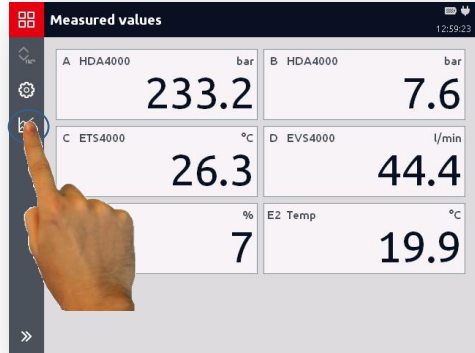 Measured values
12:59:23
A HDA4000 bar
233.2
B HDA4000 bar
7.6
C ETS4000 °C
26.3
D EVS4000 l/min
44.4
%
7
E2 Temp °C
19.9